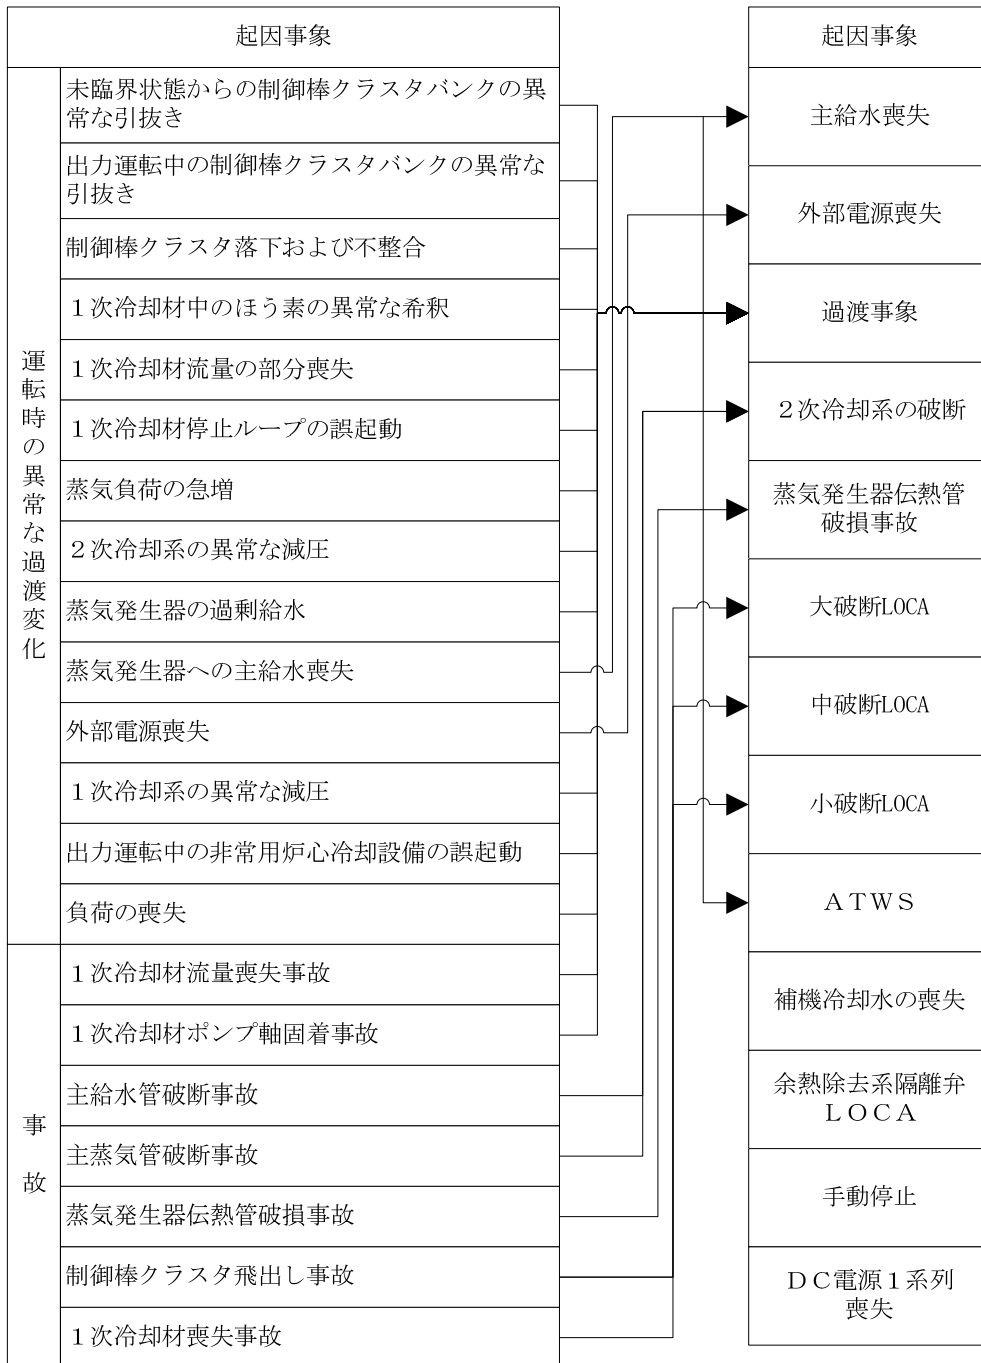 起因事象
運転時の異常な過渡変化
未臨界状態からの制御棒クラスタバンクの異
常な引抜き
出力運転中の制御棒クラスタバンクの異常な
引抜き
制御棒クラスタ落下および不整合
１次冷却材中のほう素の異常な希釈
１次冷却材流量の部分喪失
１次冷却材停止ループの誤起動
蒸気負荷の急増
２次冷却系の異常な減圧
蒸気発生器の過剰給水
蒸気発生器への主給水喪失
外部電源喪失
１次冷却系の異常な減圧
出力運転中の非常用炉心冷却設備の誤起動
負荷の喪失
事故
１次冷却材流量喪失事故
１次冷却材ポンプ軸固着事故
主給水管破断事故
主蒸気管破断事故
蒸気発生器伝熱管破損事故
制御棒クラスタ飛出し事故
１次冷却材喪失事故
起因事象
主給水喪失
外部電源喪失
過渡事象
２次冷却系の破断
蒸気発生器伝熱管
破損事故
大破断LOCA
中破断LOCA
小破断LOCA
ＡＴＷＳ
補機冷却水の喪失
余熱除去系隔離弁
ＬＯＣＡ
手動停止
ＤＣ電源１系列
喪失